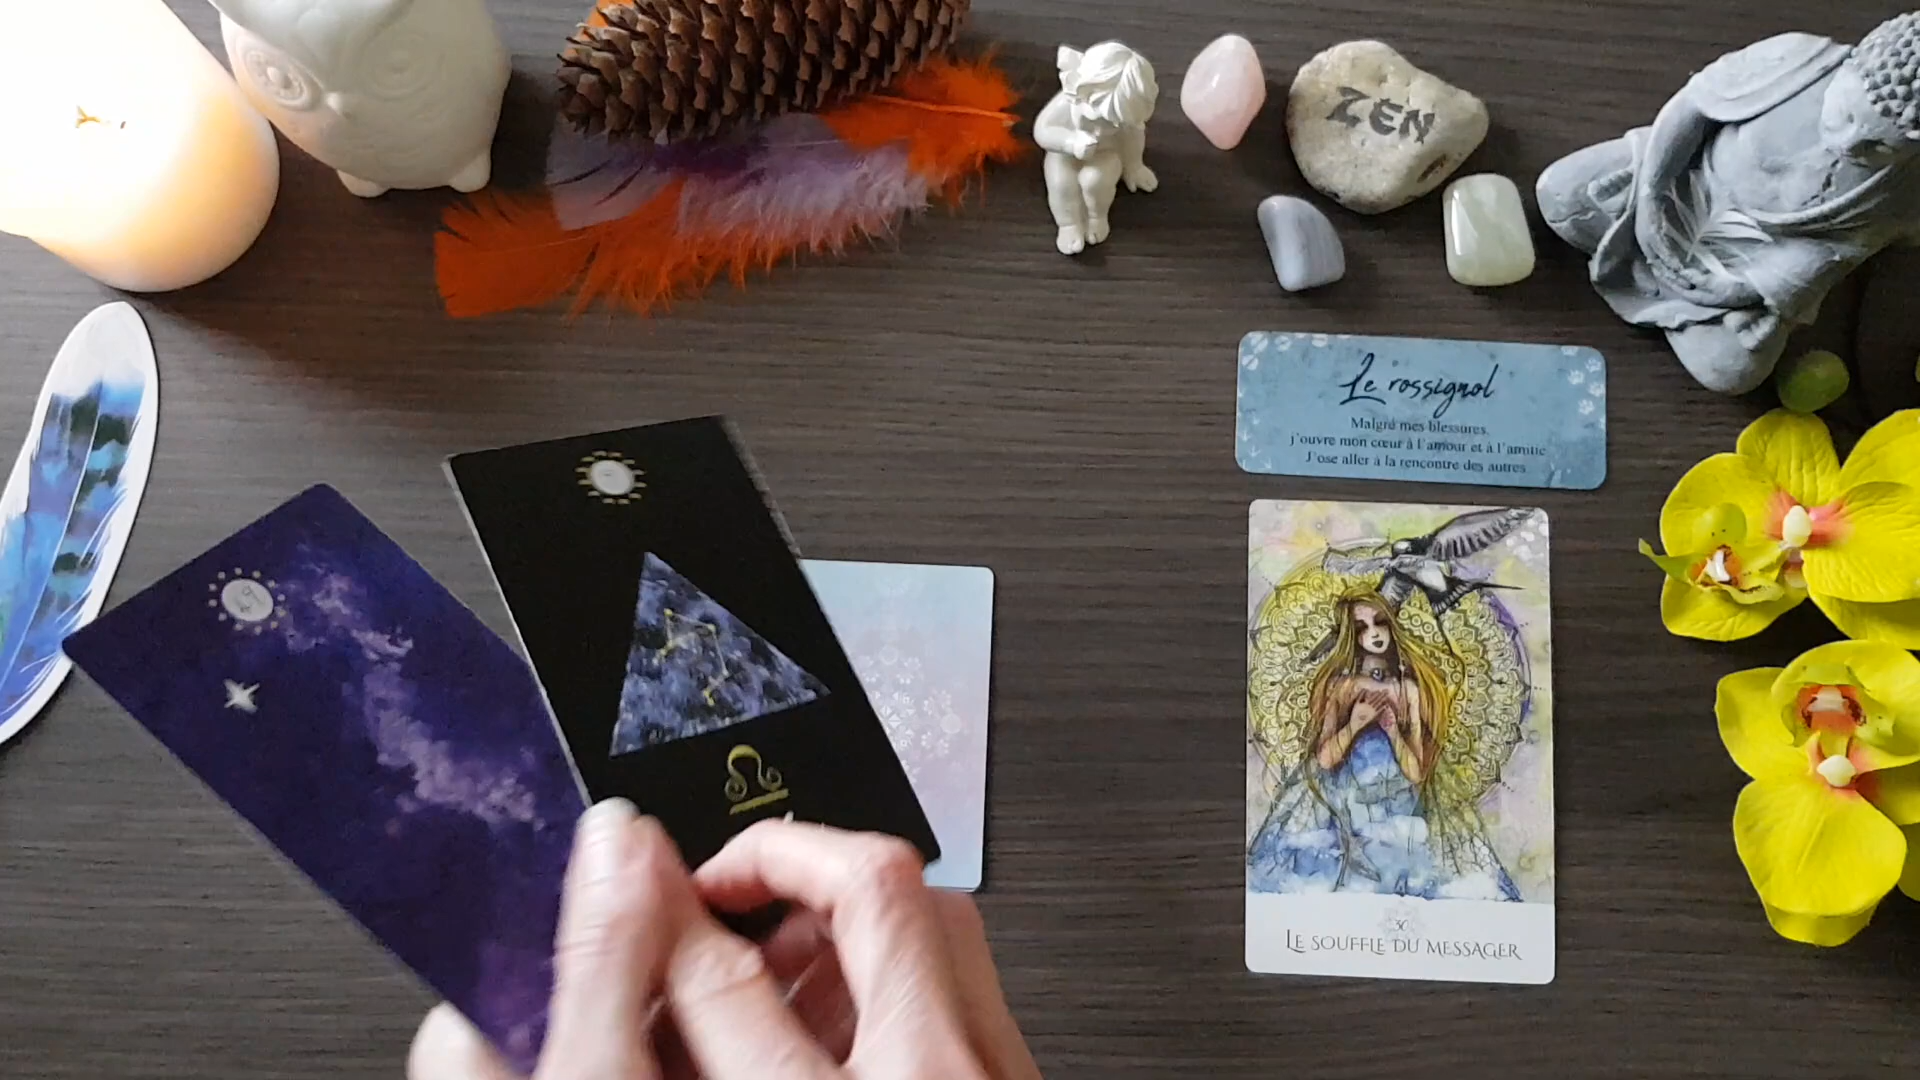 ZEN
Le rossignol
Malgré mes blessures,
j'ouvre mon cœur à l'amour et à l'amitié
J'ose aller à la rencontre des autres
30
LE SOUFFLE DU MESSAGER